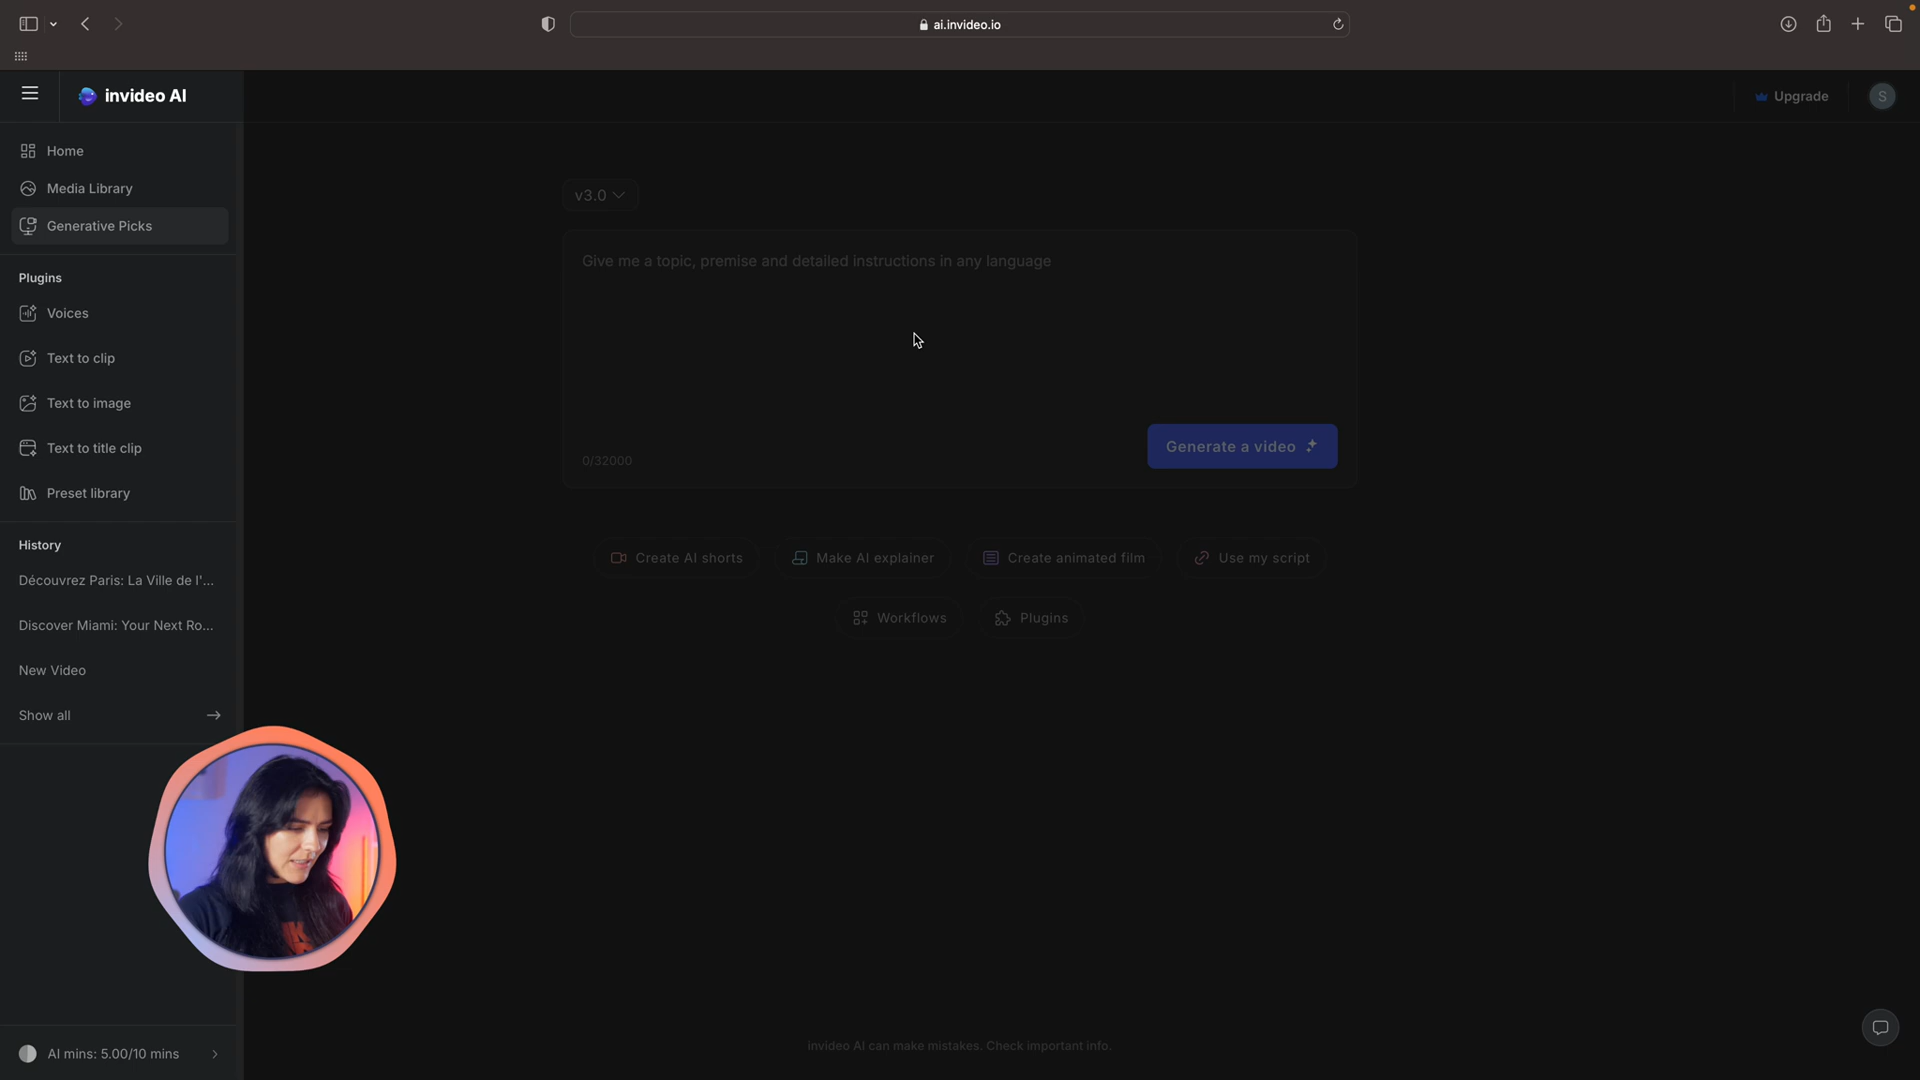 ai.invideo.io
invideo AI
Upgrade
S
Home
Media Library
Generative Picks
Plugins
Voices
Text to clip
Text to image
Text to title clip
Preset library
History
Découvrez Paris: La Ville de l'...
Discover Miami: Your Next Ro...
New Video
Show all
AI mins: 5.00/10 mins
v3.0
Give me a topic, premise and detailed instructions in any language
0/32000
Generate a video
Create AI shorts
Make AI explainer
Create animated film
Use my script
Workflows
Plugins
invideo AI can make mistakes. Check important info.